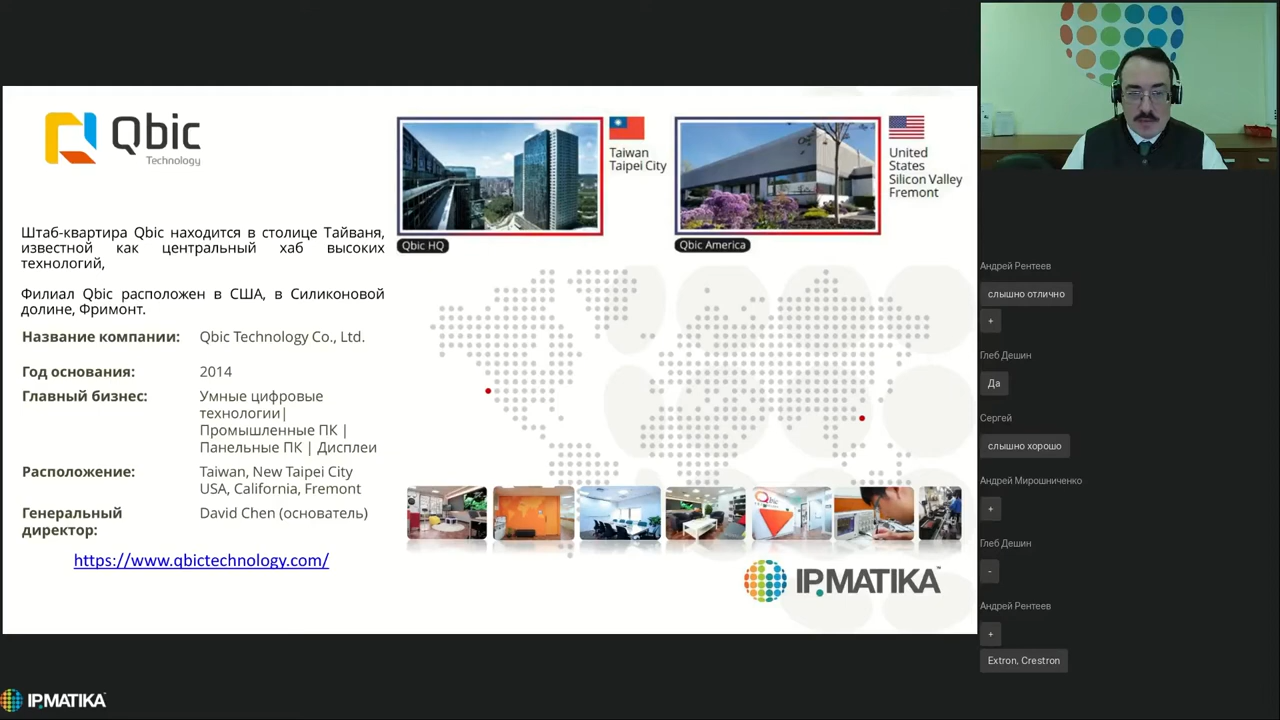 Qbic
Technology
Taiwan
Taipei City
United
States
Silicon Valley
Fremont
Qbic HQ
Qbic America
Штаб-квартира Qbic находится в столице Тайваня,
известной как центральный хаб высоких
технологий,
Филиал Qbic расположен в США, в Силиконовой
долине, Фримонт.
Название компании: Qbic Technology Co., Ltd.
Год основания: 2014
Главный бизнес: Умные цифровые
технологии|
Промышленные ПК |
Панельные ПК | Дисплеи
Расположение: Taiwan, New Taipei City
USA, California, Fremont
Генеральный David Chen (основатель)
директор:
https://www.qbictechnology.com/
IP.MATIKA™
IP.MATIKA
Андрей Рентеев
слышно отлично
+
Глеб Дешин
Да
Сергей
слышно хорошо
Андрей Мирошниченко
+
Глеб Дешин
-
Андрей Рентеев
+
Extron, Crestron